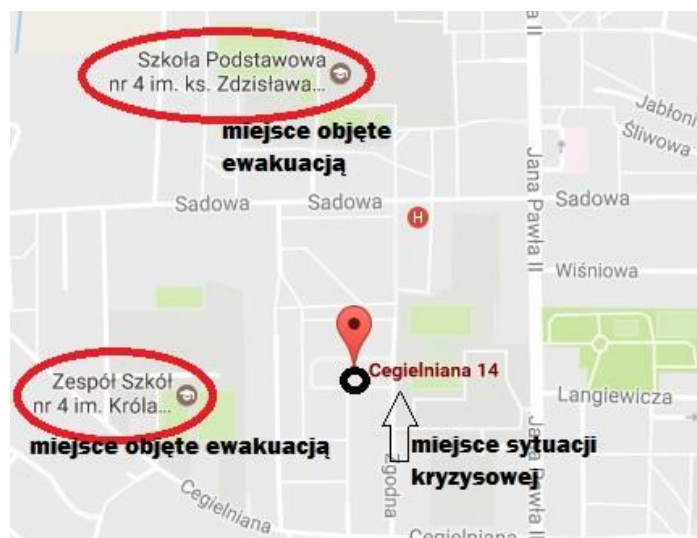 Szkoła Podstawowa
nr 4 im. ks. Zdzisława...
miejsce objęte
ewakuacją
Jana Pawła II
Jabłoni
Śliwowa
Sadowa
Sadowa
H
Sadowa
Wiśniowa
Cegielniana 14
Zespół Szkół
nr 4 im. Króla...
miejsce objęte ewakuacją
Langiewicza
miejsce sytuacji
kryzysowej
Zgodna
Jana Pawła II
Cegielniana
Cegielniana